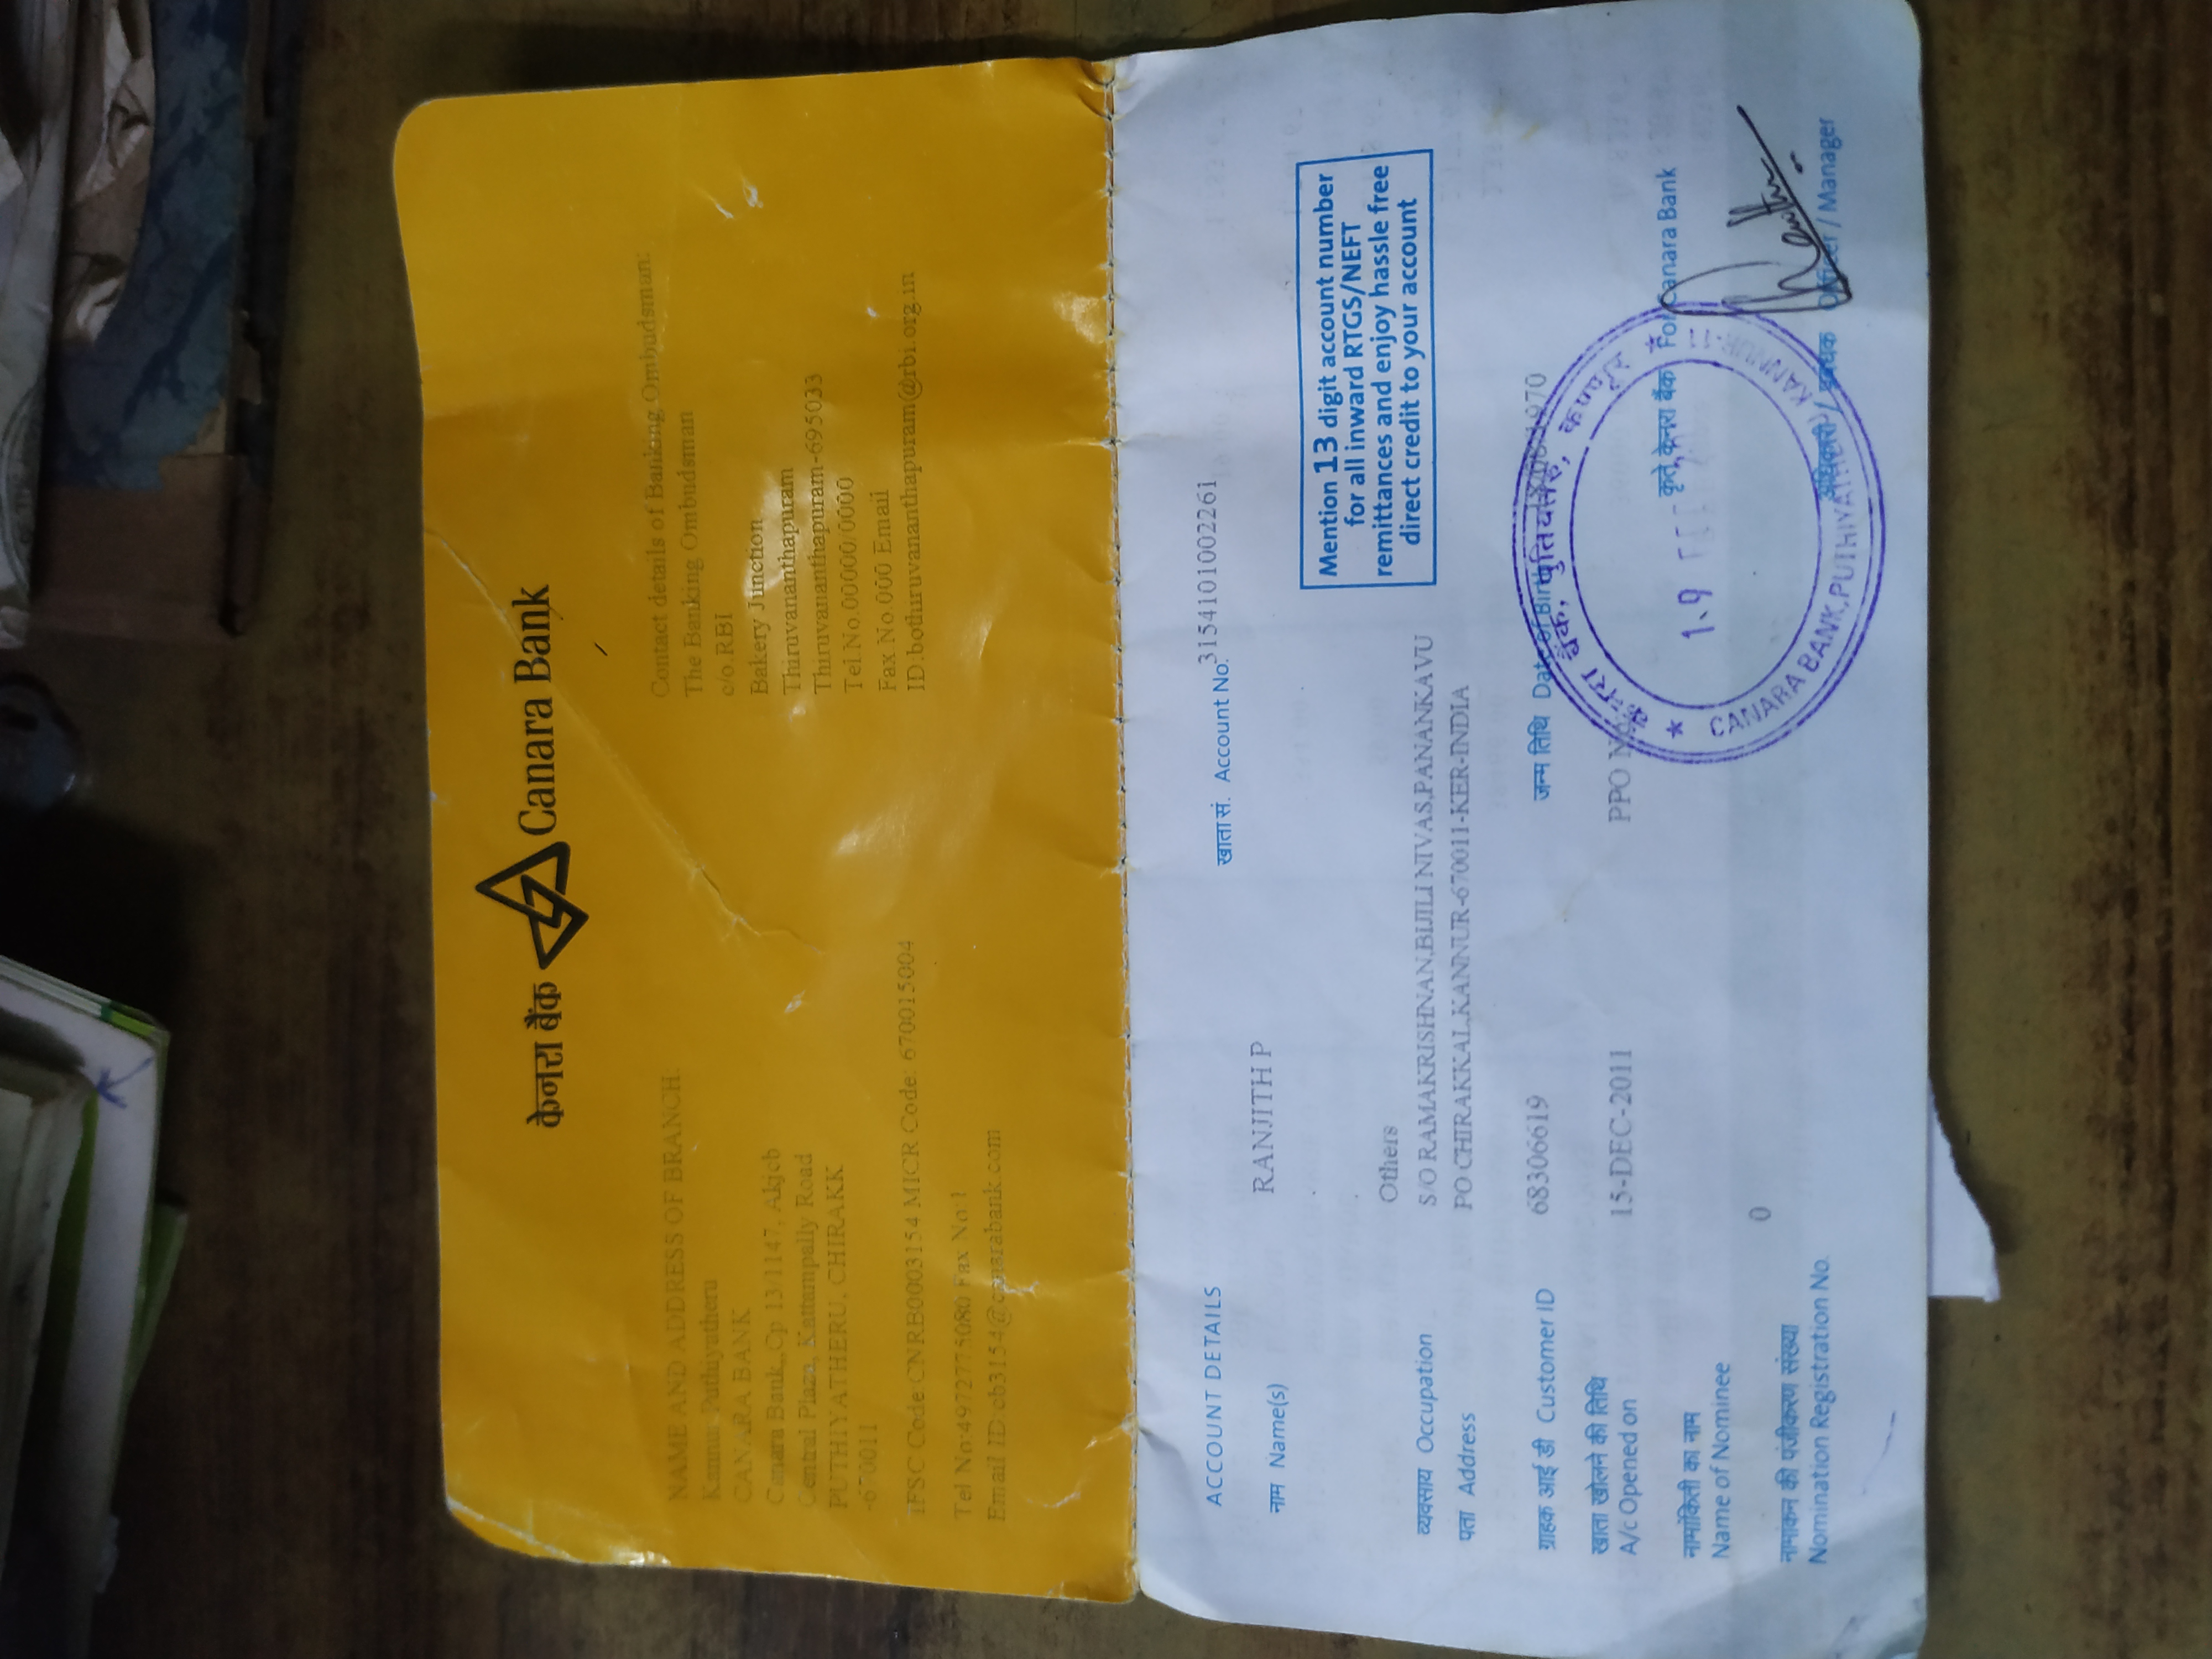 केनरा बैंक Canara Bank
NAME AND ADDRESS OF BRANCH:
Kannur Puthiyatheru
CANARA BANK
Canara Bank,,Cp 13/1147, Akjcb
Central Plaza, Kattampally Road
PUTHIYATHERU, CHIRAKK
-670011
IFSC Code:CNRB0003154 MICR Code: 670015004
Tel No:4972775080 Fax No:1
Email ID:cb3154@canarabank.com
Contact details of Banking Ombudsman:
The Banking Ombudsman
c/o.RBI
Bakery Junction
Thiruvananthapuram
Thiruvananthapuram-695033
Tel.No.00000/0000
Fax.No.000 Email
ID:bothiruvananthapuram@rbi.org.in
ACCOUNT DETAILS
खाता सं. Account No. 3154101002261
नाम Name(s) RANJITH P
Mention 13 digit account number
for all inward RTGS/NEFT
remittances and enjoy hassle free
direct credit to your account
Others
व्यवसाय Occupation S/O RAMAKRISHNAN,BIJILI NIVAS,PANANKAVU
पता Address PO CHIRAKKAL,KANNUR-670011-KER-INDIA
ग्राहक आई डी Customer ID 68306619
जन्म तिथि Date of Birth 1970
खाता खोलने की तिथि
A/c Opened on 15-DEC-2011
PPO No:
कृते केनरा बैंक For Canara Bank
नामांकिती का नाम
Name of Nominee
0
नामांकन की पंजीकरण संख्या
Nomination Registration No.
अधिकारी / प्रबंधक Officer / Manager
केनरा बैंक, पुतियतेरु, कण्णूर
19 FEB
CANARA BANK, PUTHIYATHERU, KANNUR-11